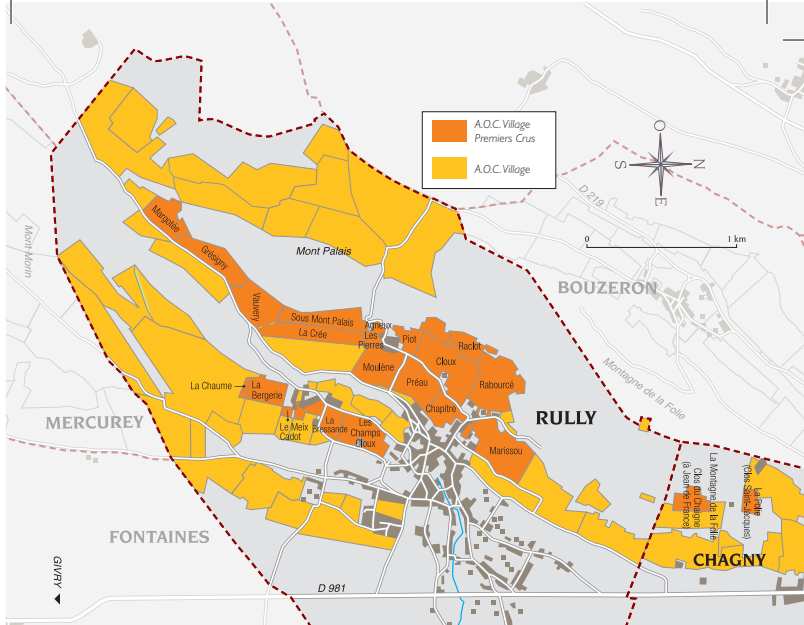 A.O.C. Village
Premiers Crus
A.O.C. Village
O
S
N
E
D 219
0
1 km
Mont Morin
Margotée
Grésigny
Mont Palais
BOUZERON
Vauvery
Sous Mont Palais
La Crée
Agneux
Les
Pierres
Piot
Raclot
Cloux
Moulène
Préau
Rabourcé
Montagne de la Folie
La Chaume
La
Bergerie
Chapitre
RULLY
MERCUREY
Le Meix
Cadot
La
Bressande
Les
Champs
Cloux
Marissou
Clos du Chaigne
(à Jean de France)
La Montagne de la Folie
La Folie
(Clos Saint-Jacques)
FONTAINES
CHAGNY
GIVRY
D 981